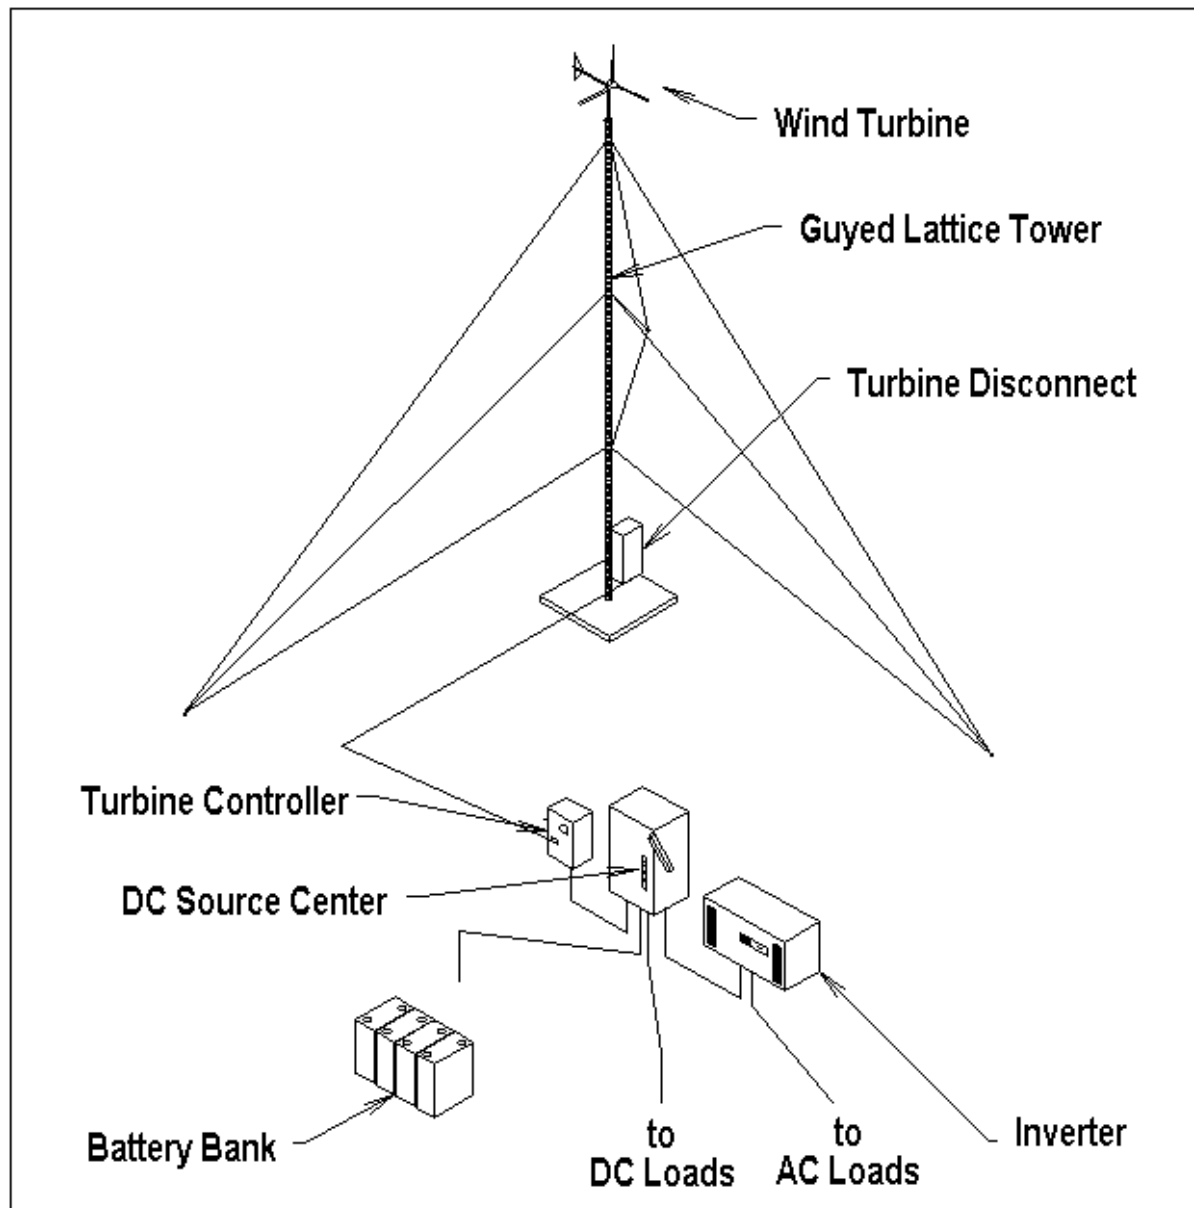 Wind Turbine
Guyed Lattice Tower
Turbine Disconnect
Turbine Controller
DC Source Center
Battery Bank
to
DC Loads
to
AC Loads
Inverter